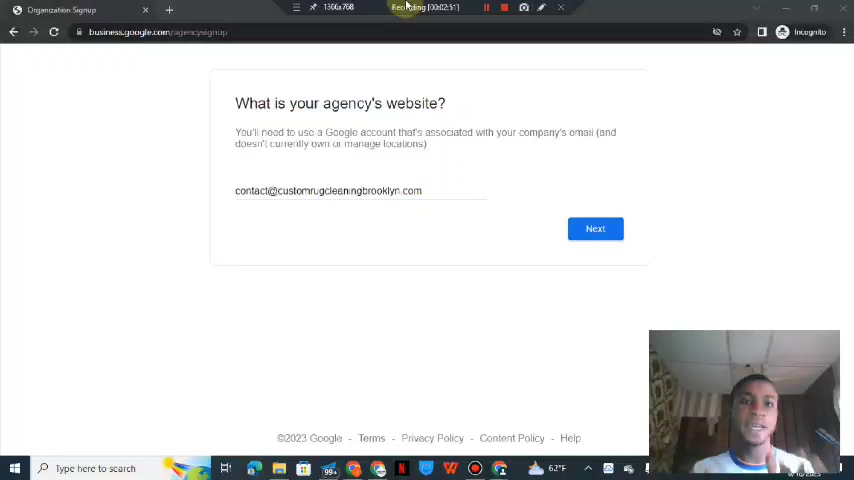 Organization Signup
1366x768
Recording [00:02:51]
business.google.com/agencysignup
Incognito
What is your agency's website?
You'll need to use a Google account that's associated with your company's email (and
doesn't currently own or manage locations)
contact@customrugcleaningbrooklyn.com
Next
©2023 Google - Terms - Privacy Policy - Content Policy - Help
Type here to search
99+
62°F